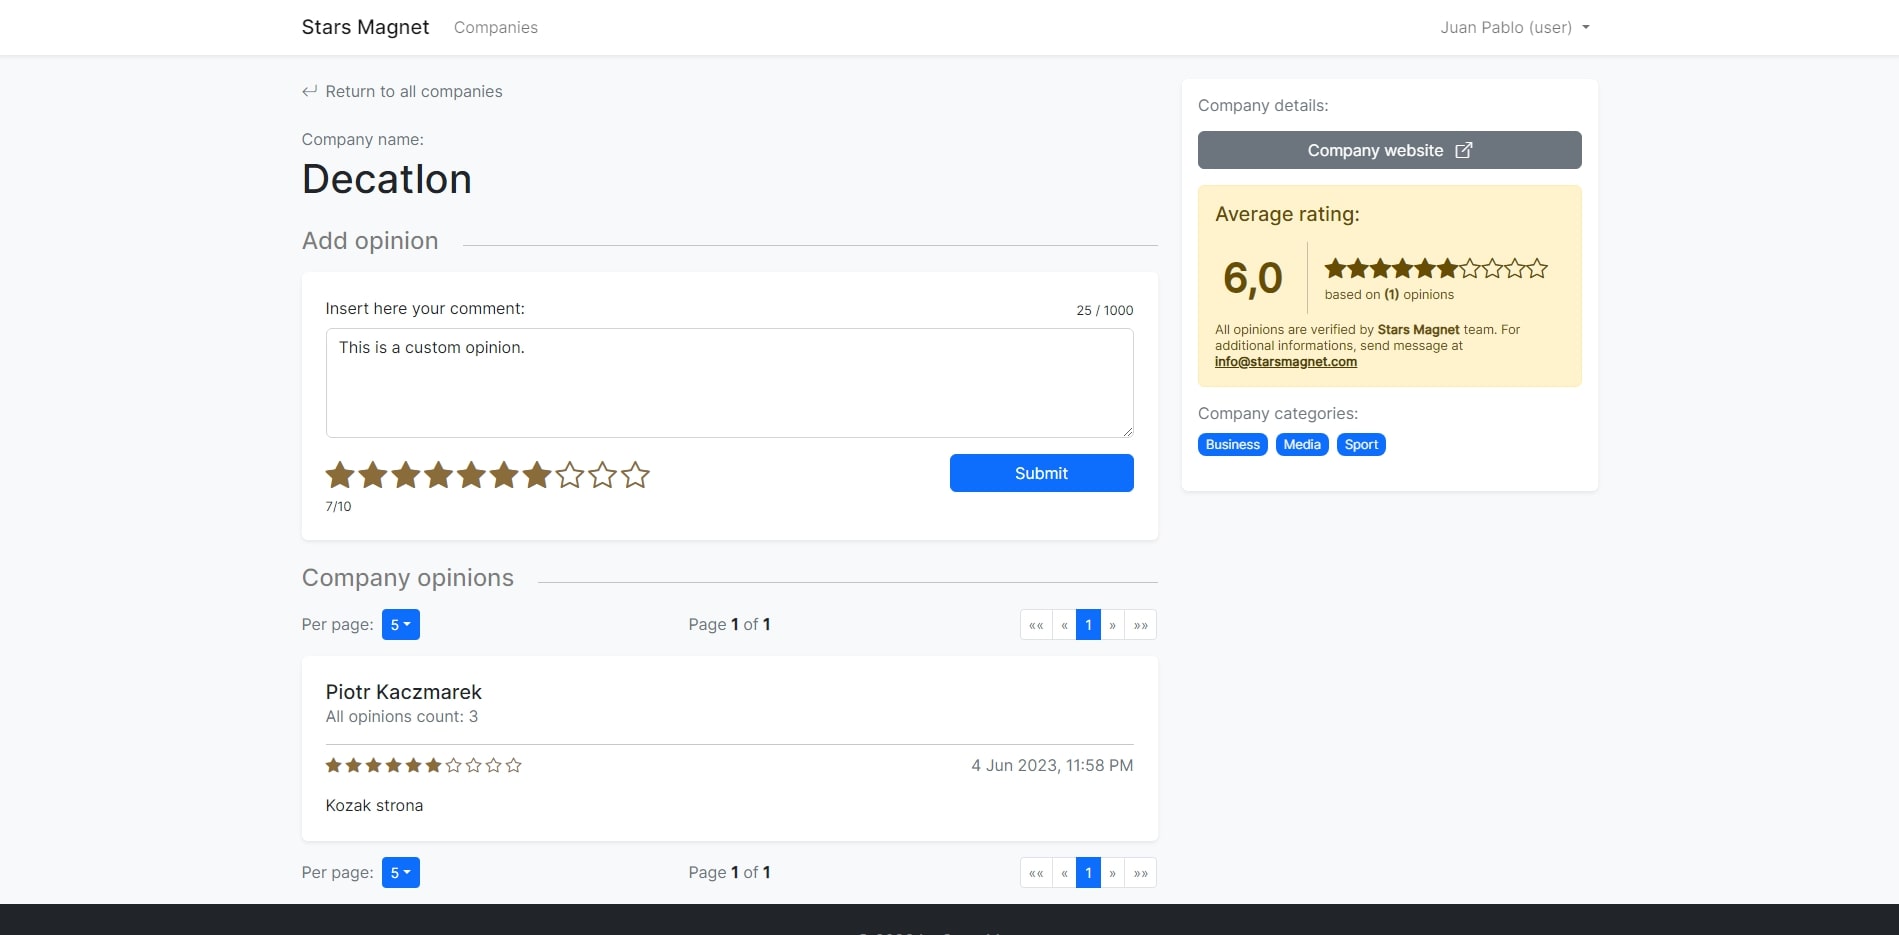 Stars Magnet Companies Juan Pablo (user)
Return to all companies
Company name:
Decatlon
Add opinion
Insert here your comment: 25 / 1000
This is a custom opinion.
7/10 
Submit
Company opinions
Per page: 5 Page 1 of 1 «« « 1 » »»
Piotr Kaczmarek
All opinions count: 3
4 Jun 2023, 11:58 PM
Kozak strona
Per page: 5 Page 1 of 1 «« « 1 » »»
Company details:
Company website
Average rating:
6,0
based on (1) opinions
All opinions are verified by Stars Magnet team. For
additional informations, send message at
info@starsmagnet.com
Company categories:
Business Media Sport